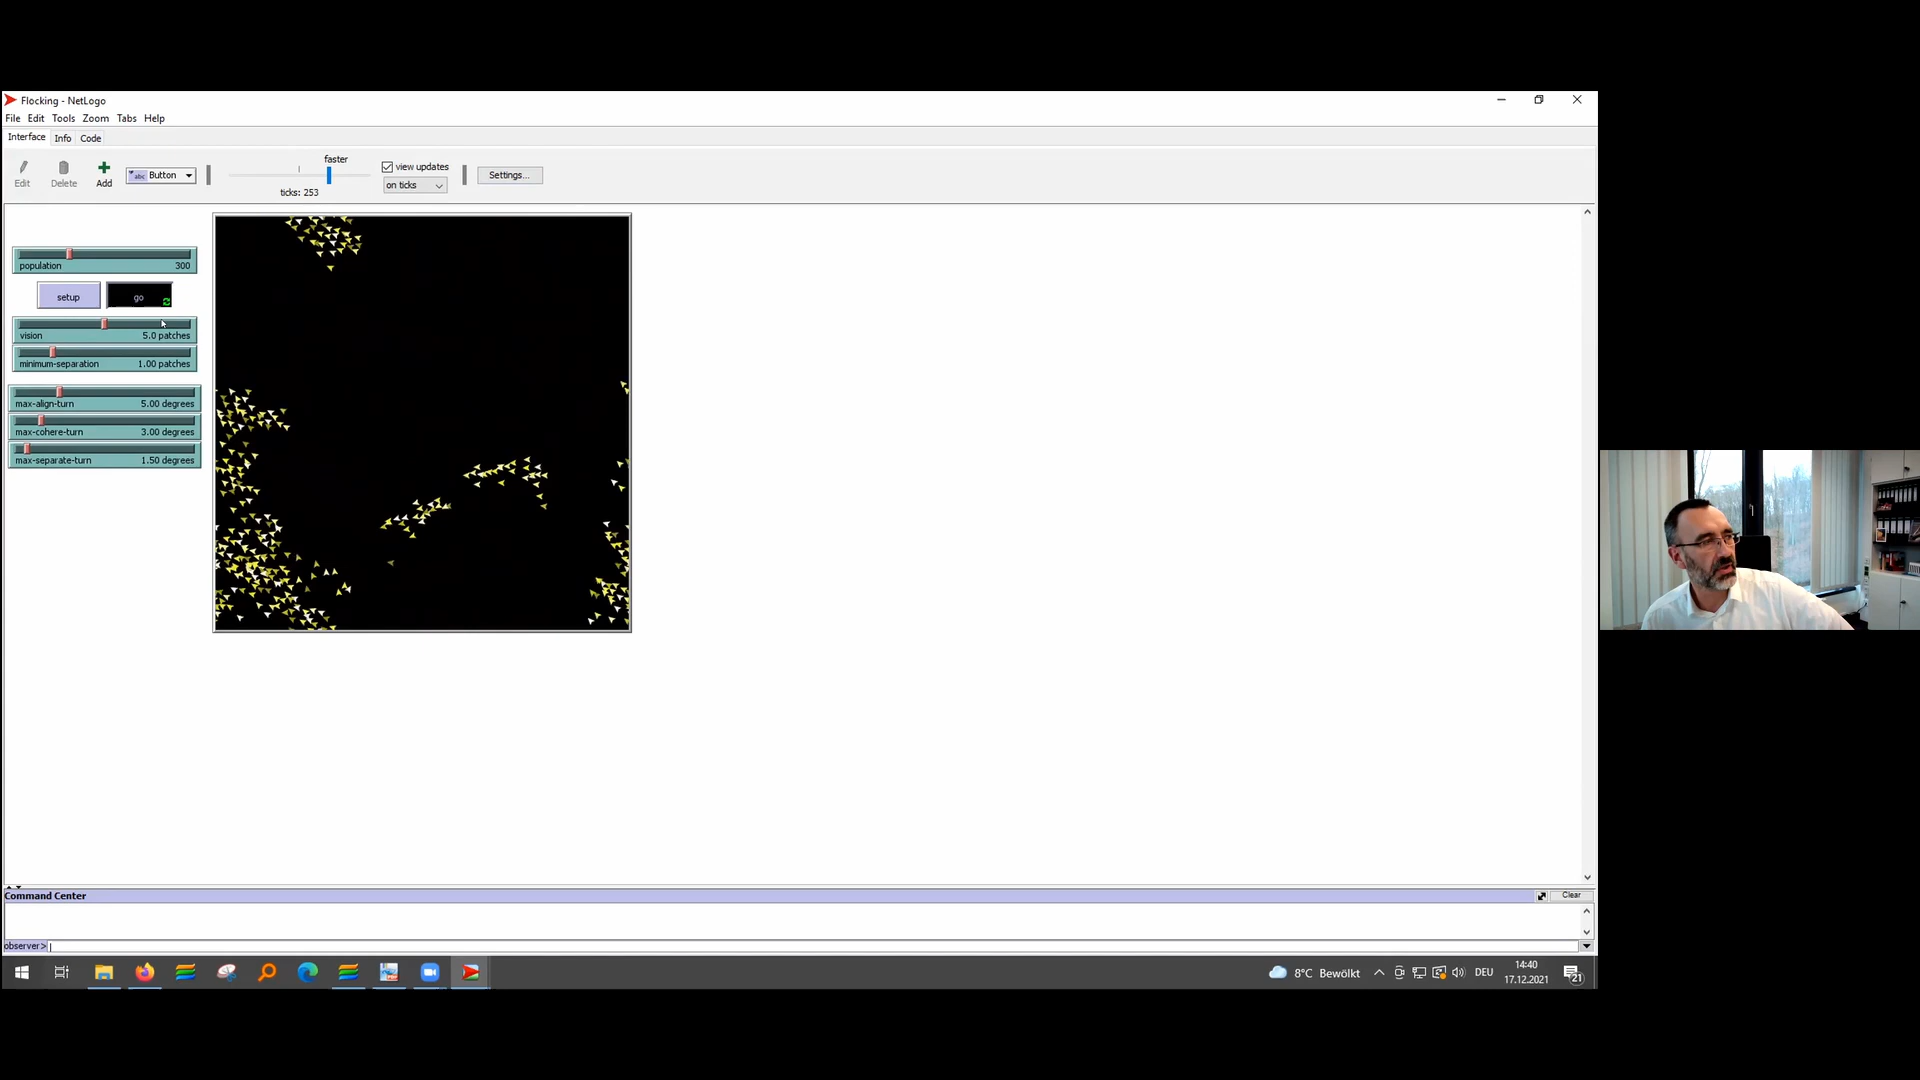 Flocking - NetLogo
File Edit Tools Zoom Tabs Help
Interface Info Code
Edit Delete Add abc Button faster ticks: 253 view updates on ticks Settings...
population 300
setup go
vision 5.0 patches
minimum-separation 1.00 patches
max-align-turn 5.00 degrees
max-cohere-turn 3.00 degrees
max-separate-turn 1.50 degrees
Command Center Clear
observer>
8°C Bewölkt DEU 14:40
17.12.2021 21